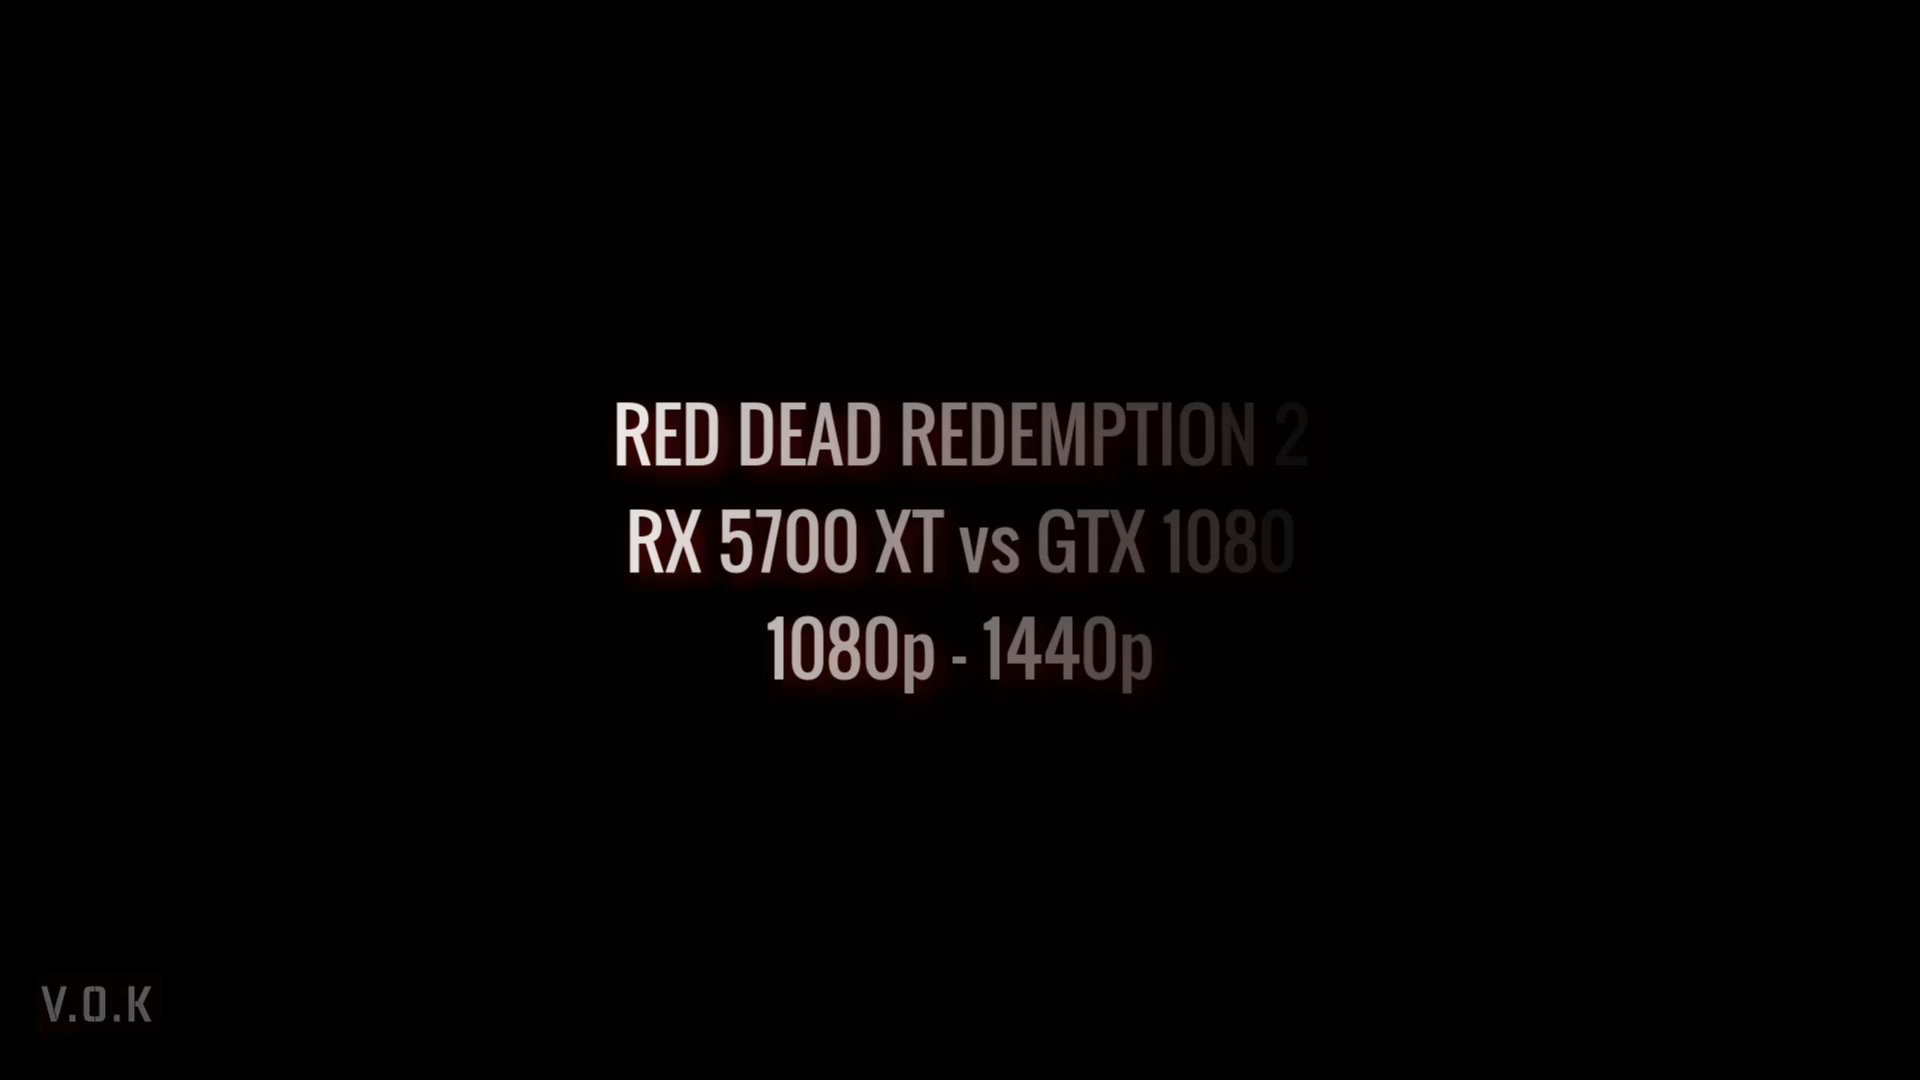 RED DEAD REDEMPTION 2
RX 5700 XT vs GTX 1080
1080p - 1440p
V.O.K